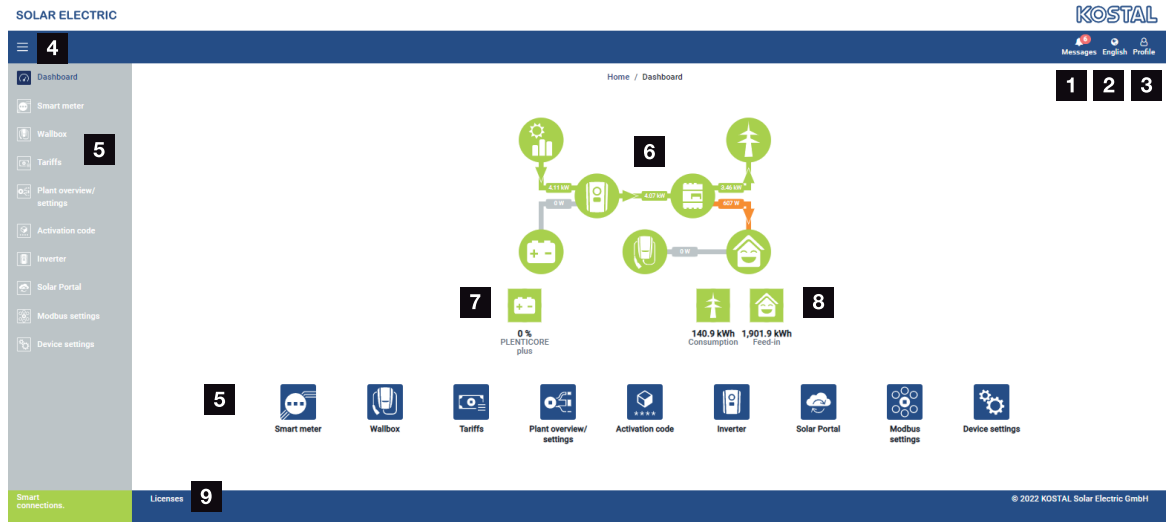 SOLAR ELECTRIC
KOSTAL
4
6
Messages English Profile
1 2 3
Dashboard
Smart meter
Wallbox
5
Tariffs
Plant overview/
settings
Activation code
Inverter
Solar Portal
Modbus settings
Device settings
Home / Dashboard
6
4,11 kW
4,07 kW
3,46 kW
0 W
607 W
0 W
7
8
0 %
PLENTICORE
plus
140.9 kWh
Consumption
1,901.9 kWh
Feed-in
5
****
Smart meter
Wallbox
Tariffs
Plant overview/
settings
Activation code
Inverter
Solar Portal
Modbus
settings
Device settings
Smart
connections.
Licenses
9
© 2022 KOSTAL Solar Electric GmbH